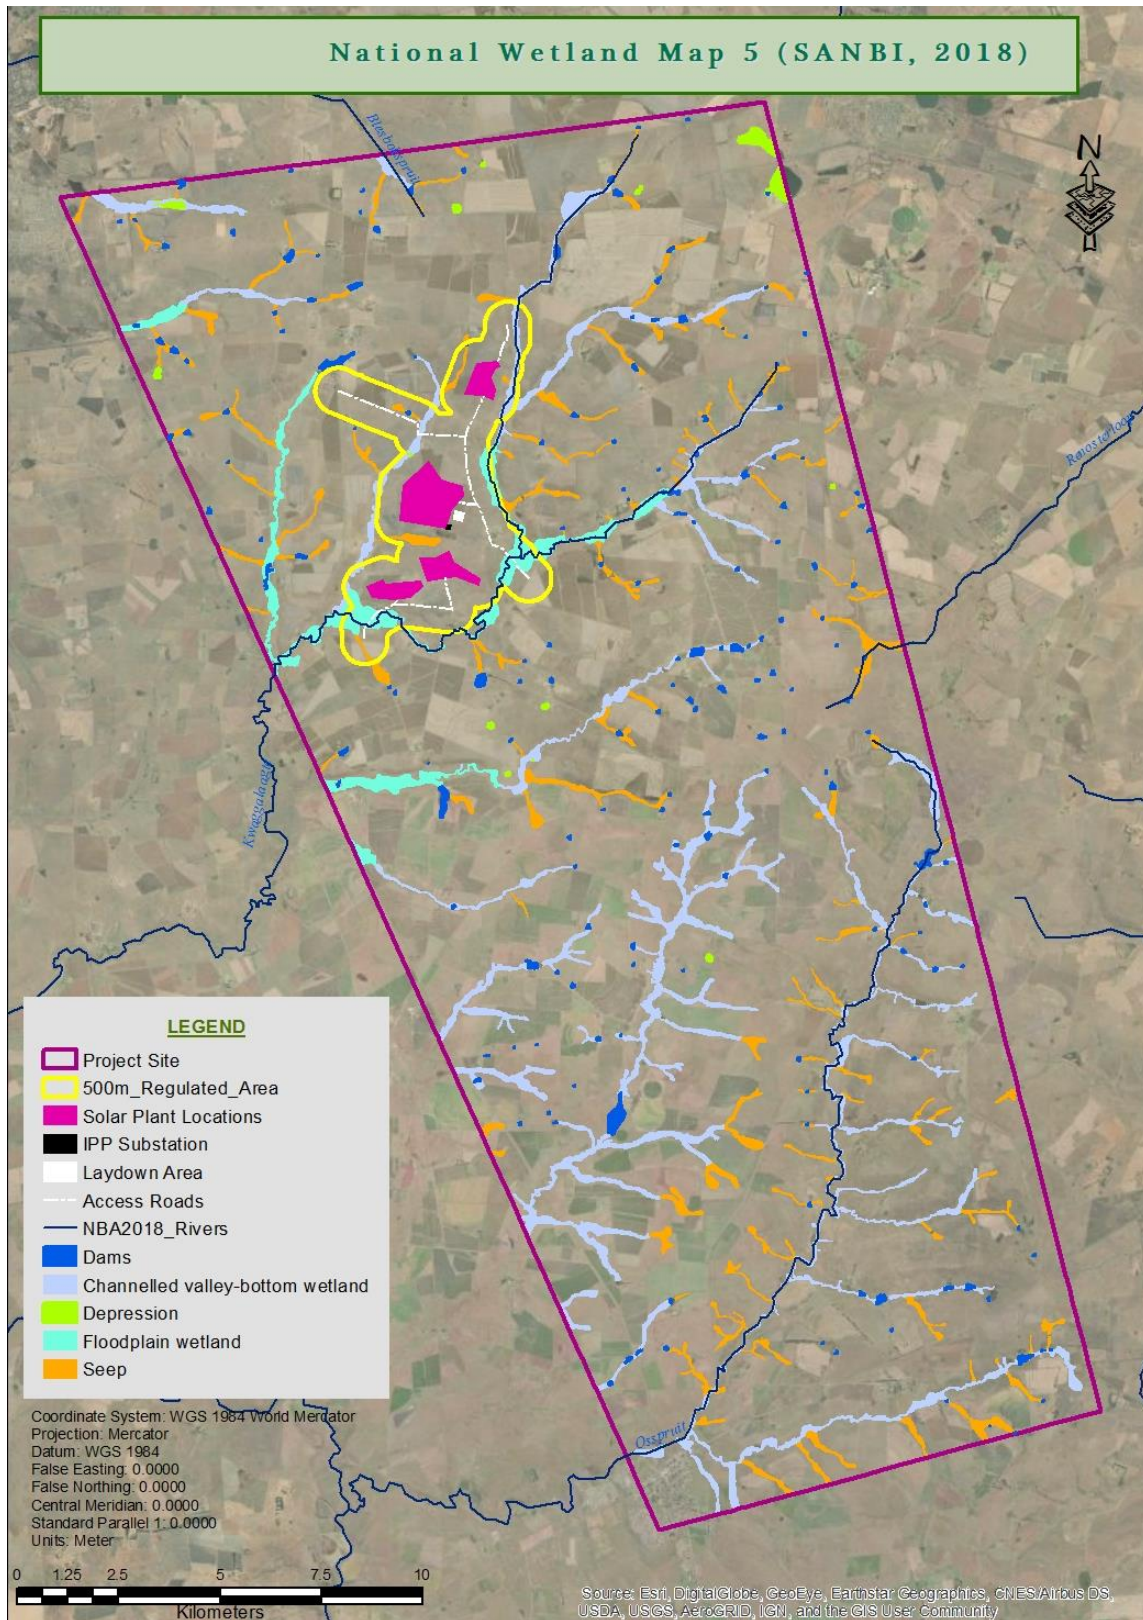 National Wetland Map 5 (SANBI, 2018)
Blesbokspruit
N
Renosterkop
Kwaggalaagte
LEGEND
Project Site
500m_Regulated_Area
Solar Plant Locations
IPP Substation
Laydown Area
Access Roads
NBA2018_Rivers
Dams
Channelled valley-bottom wetland
Depression
Floodplain wetland
Seep
Coordinate System: WGS 1984 World Mercator
Projection: Mercator
Datum: WGS 1984
False Easting: 0.0000
False Northing: 0.0000
Central Meridian: 0.0000
Standard Parallel 1: 0.0000
Units: Meter
Osspruit
0 1.25 2.5 5 7.5 10
Kilometers
Source: Esri, DigitalGlobe, GeoEye, Earthstar Geographics, CNES/Airbus DS,
USDA, USGS, AeroGRID, IGN, and the GIS User Community